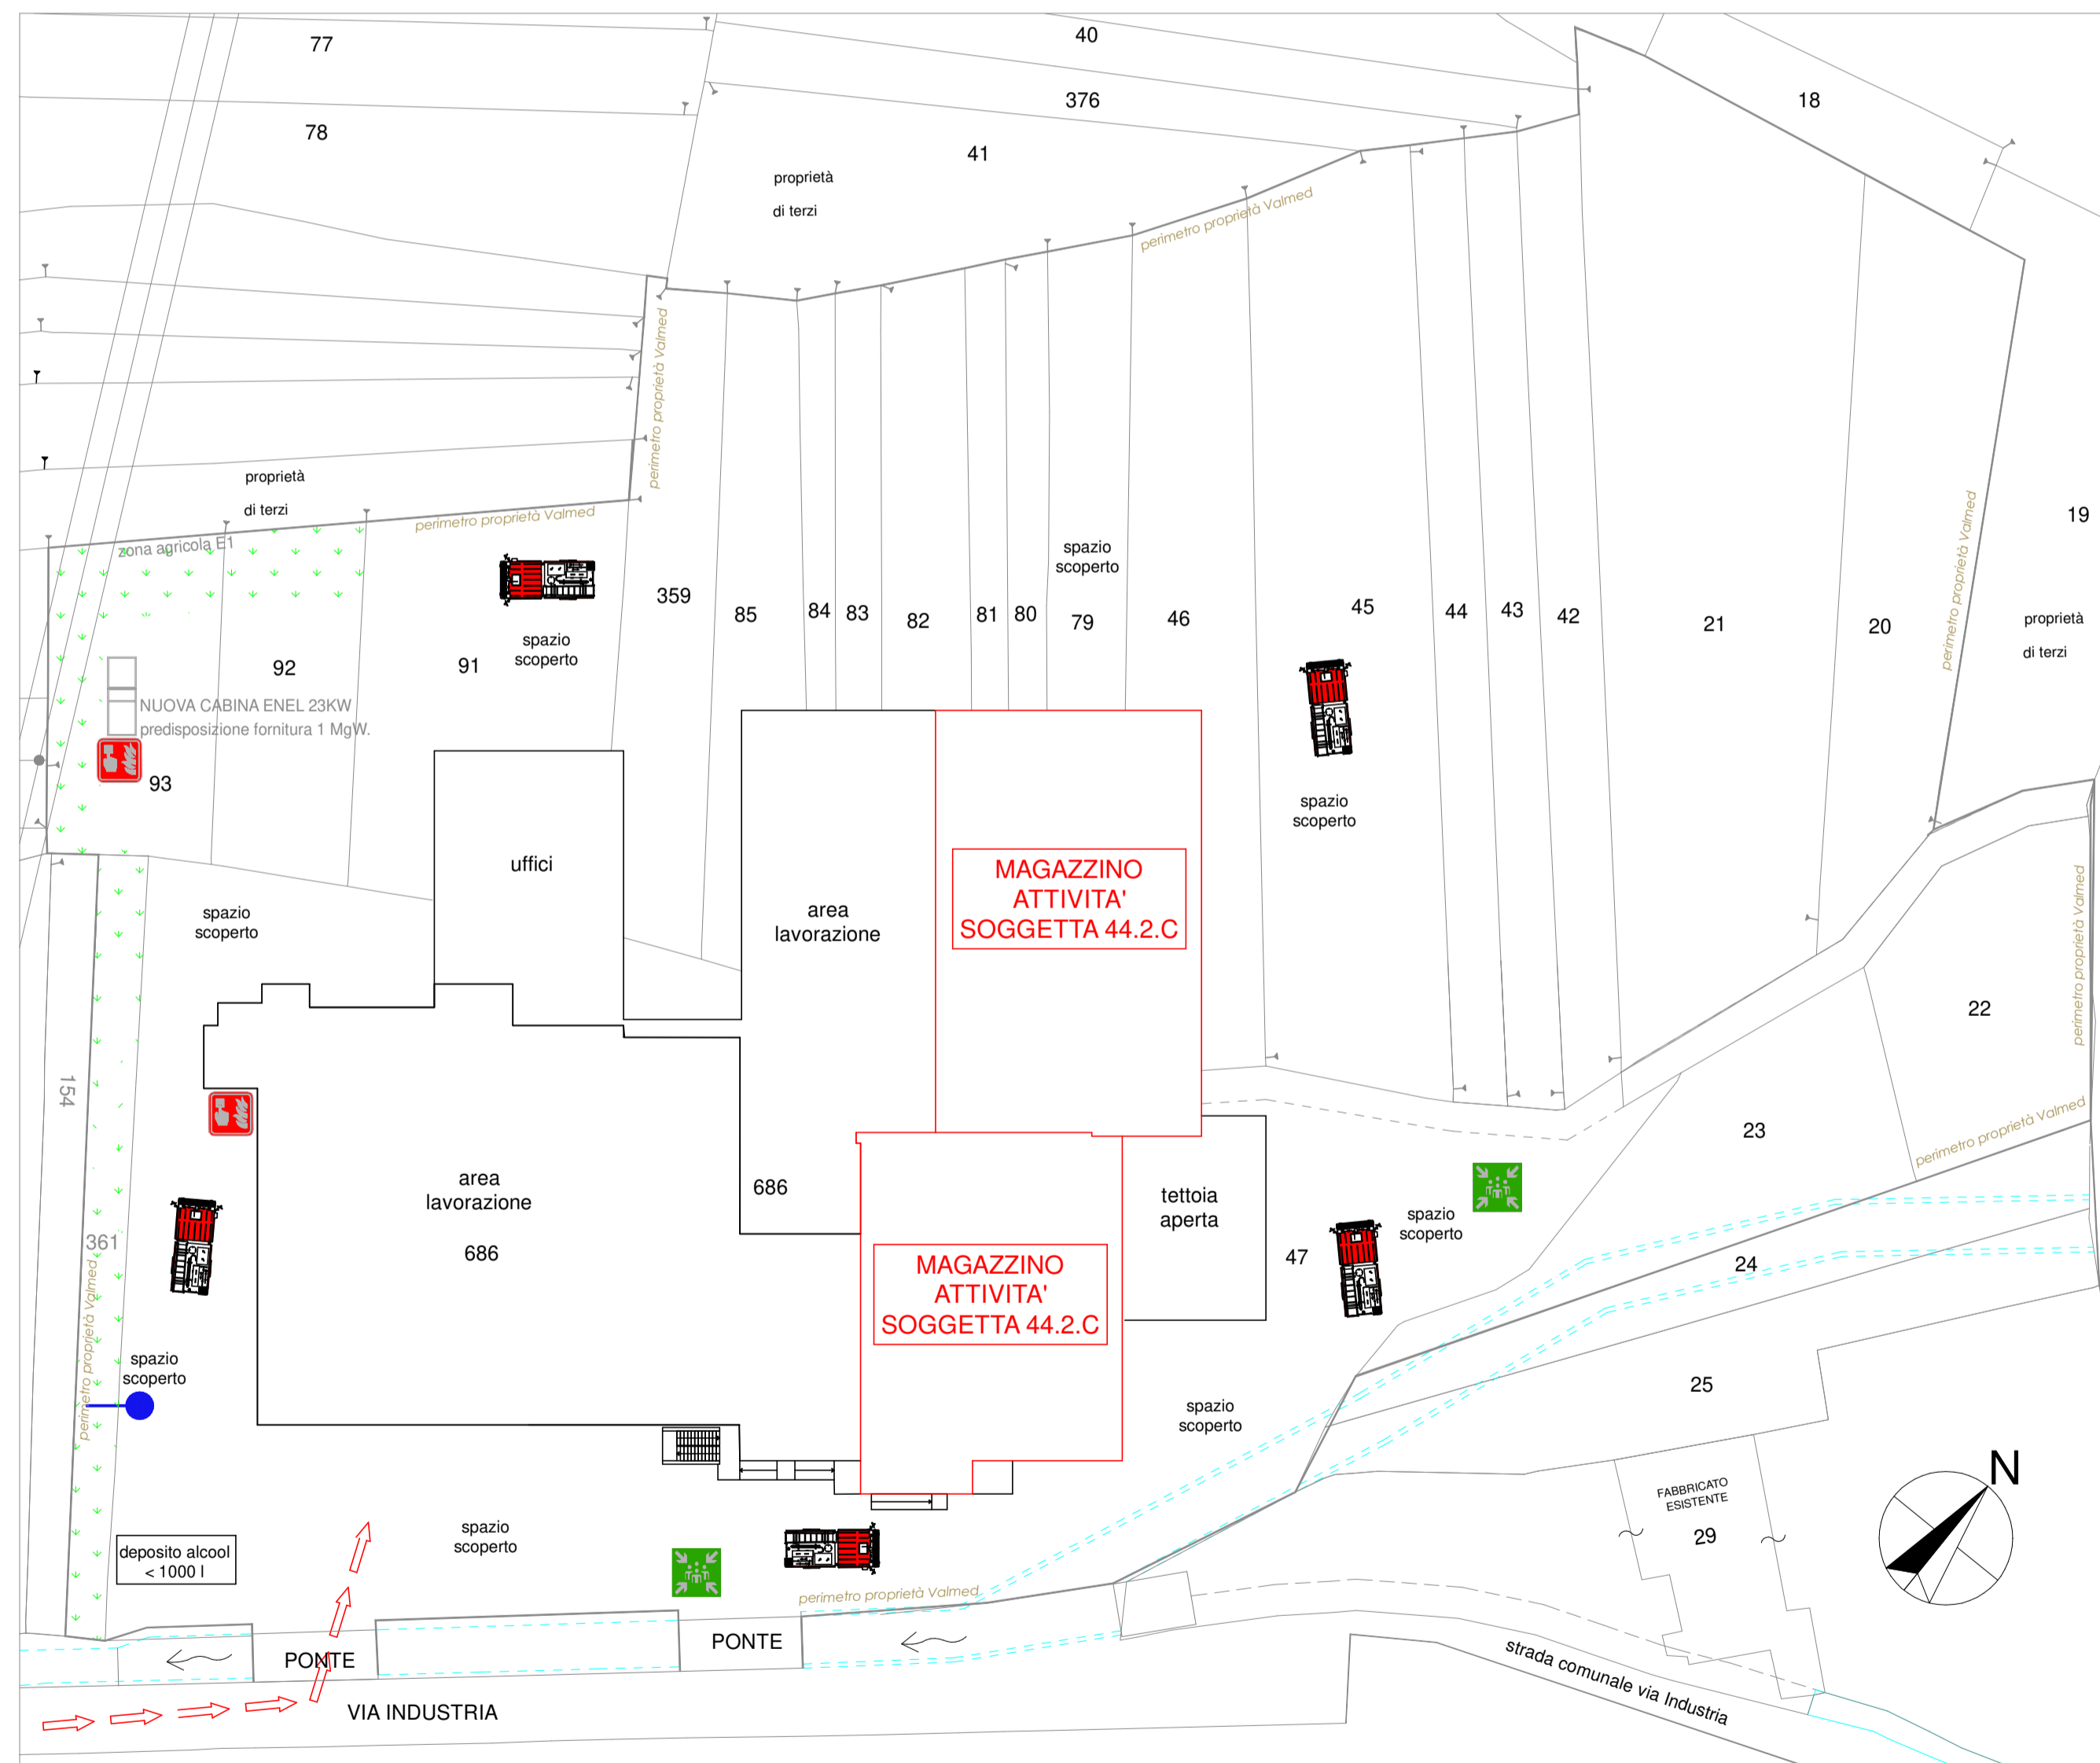 77
40
18
376
78
41
proprietà
di terzi
perimetro proprietà Valmed
perimetro proprietà Valmed
proprietà
di terzi
perimetro proprietà Valmed
zona agricola E1
19
perimetro proprietà Valmed
spazio
scoperto
359
85
84
83
82
81
80
79
46
45
44
43
42
21
20
proprietà
di terzi
spazio
scoperto
92
91
NUOVA CABINA ENEL 23KW
predisposizione fornitura 1 MgW.
93
spazio
scoperto
uffici
MAGAZZINO
ATTIVITA'
SOGGETTA 44.2.C
area
lavorazione
spazio
scoperto
perimetro proprietà Valmed
22
154
23
perimetro proprietà Valmed
area
lavorazione
686
686
tettoia
aperta
spazio
scoperto
47
24
361
MAGAZZINO
ATTIVITA'
SOGGETTA 44.2.C
perimetro proprietà Valmed
spazio
scoperto
25
spazio
scoperto
N
FABBRICATO
ESISTENTE
29
spazio
scoperto
deposito alcool
< 1000 l
perimetro proprietà Valmed
PONTE
PONTE
strada comunale via Industria
VIA INDUSTRIA